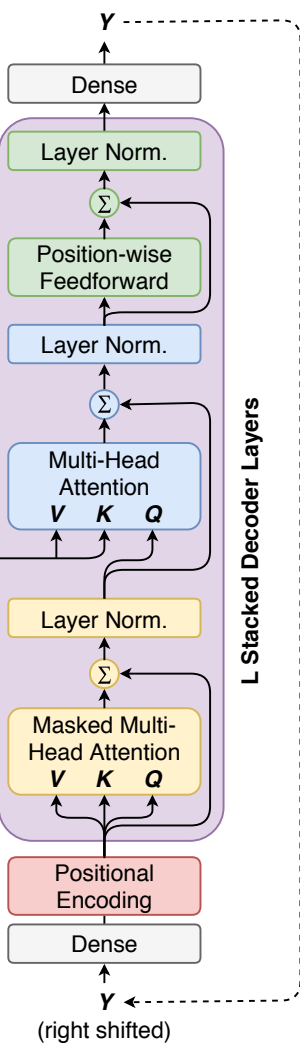 Y
Dense
Layer Norm.
Σ
Position-wise
Feedforward
Layer Norm.
Σ
Multi-Head
Attention
V K Q
Layer Norm.
Σ
Masked Multi-
Head Attention
V K Q
L Stacked Decoder Layers
Positional
Encoding
Dense
Y
(right shifted)